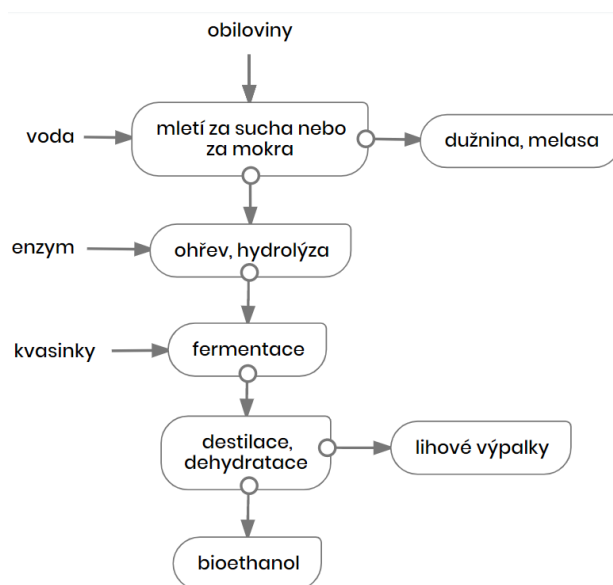 obiloviny
voda
mletí za sucha nebo
za mokra
dužnina, melasa
enzym
ohřev, hydrolýza
kvasinky
fermentace
destilace,
dehydratace
lihové výpalky
bioethanol